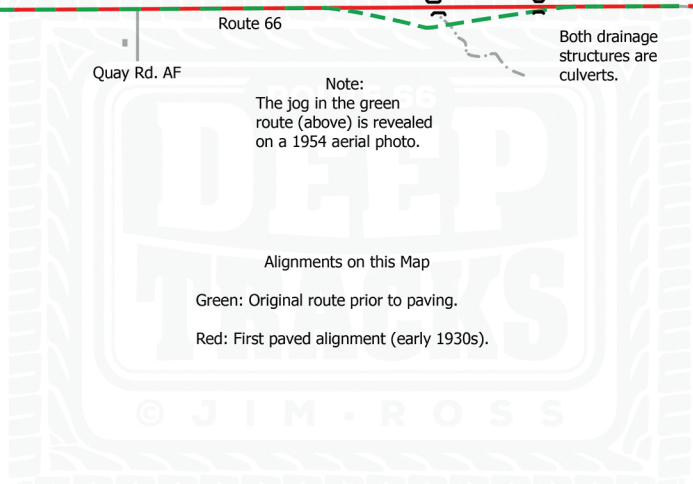 Route 66
Both drainage
structures are
culverts.
Quay Rd. AF
Note:
The jog in the green
route (above) is revealed
on a 1954 aerial photo.
Alignments on this Map
Green: Original route prior to paving.
Red: First paved alignment (early 1930s).
ROUTE 66
DEEP
TRACKS
© JIM • ROSS